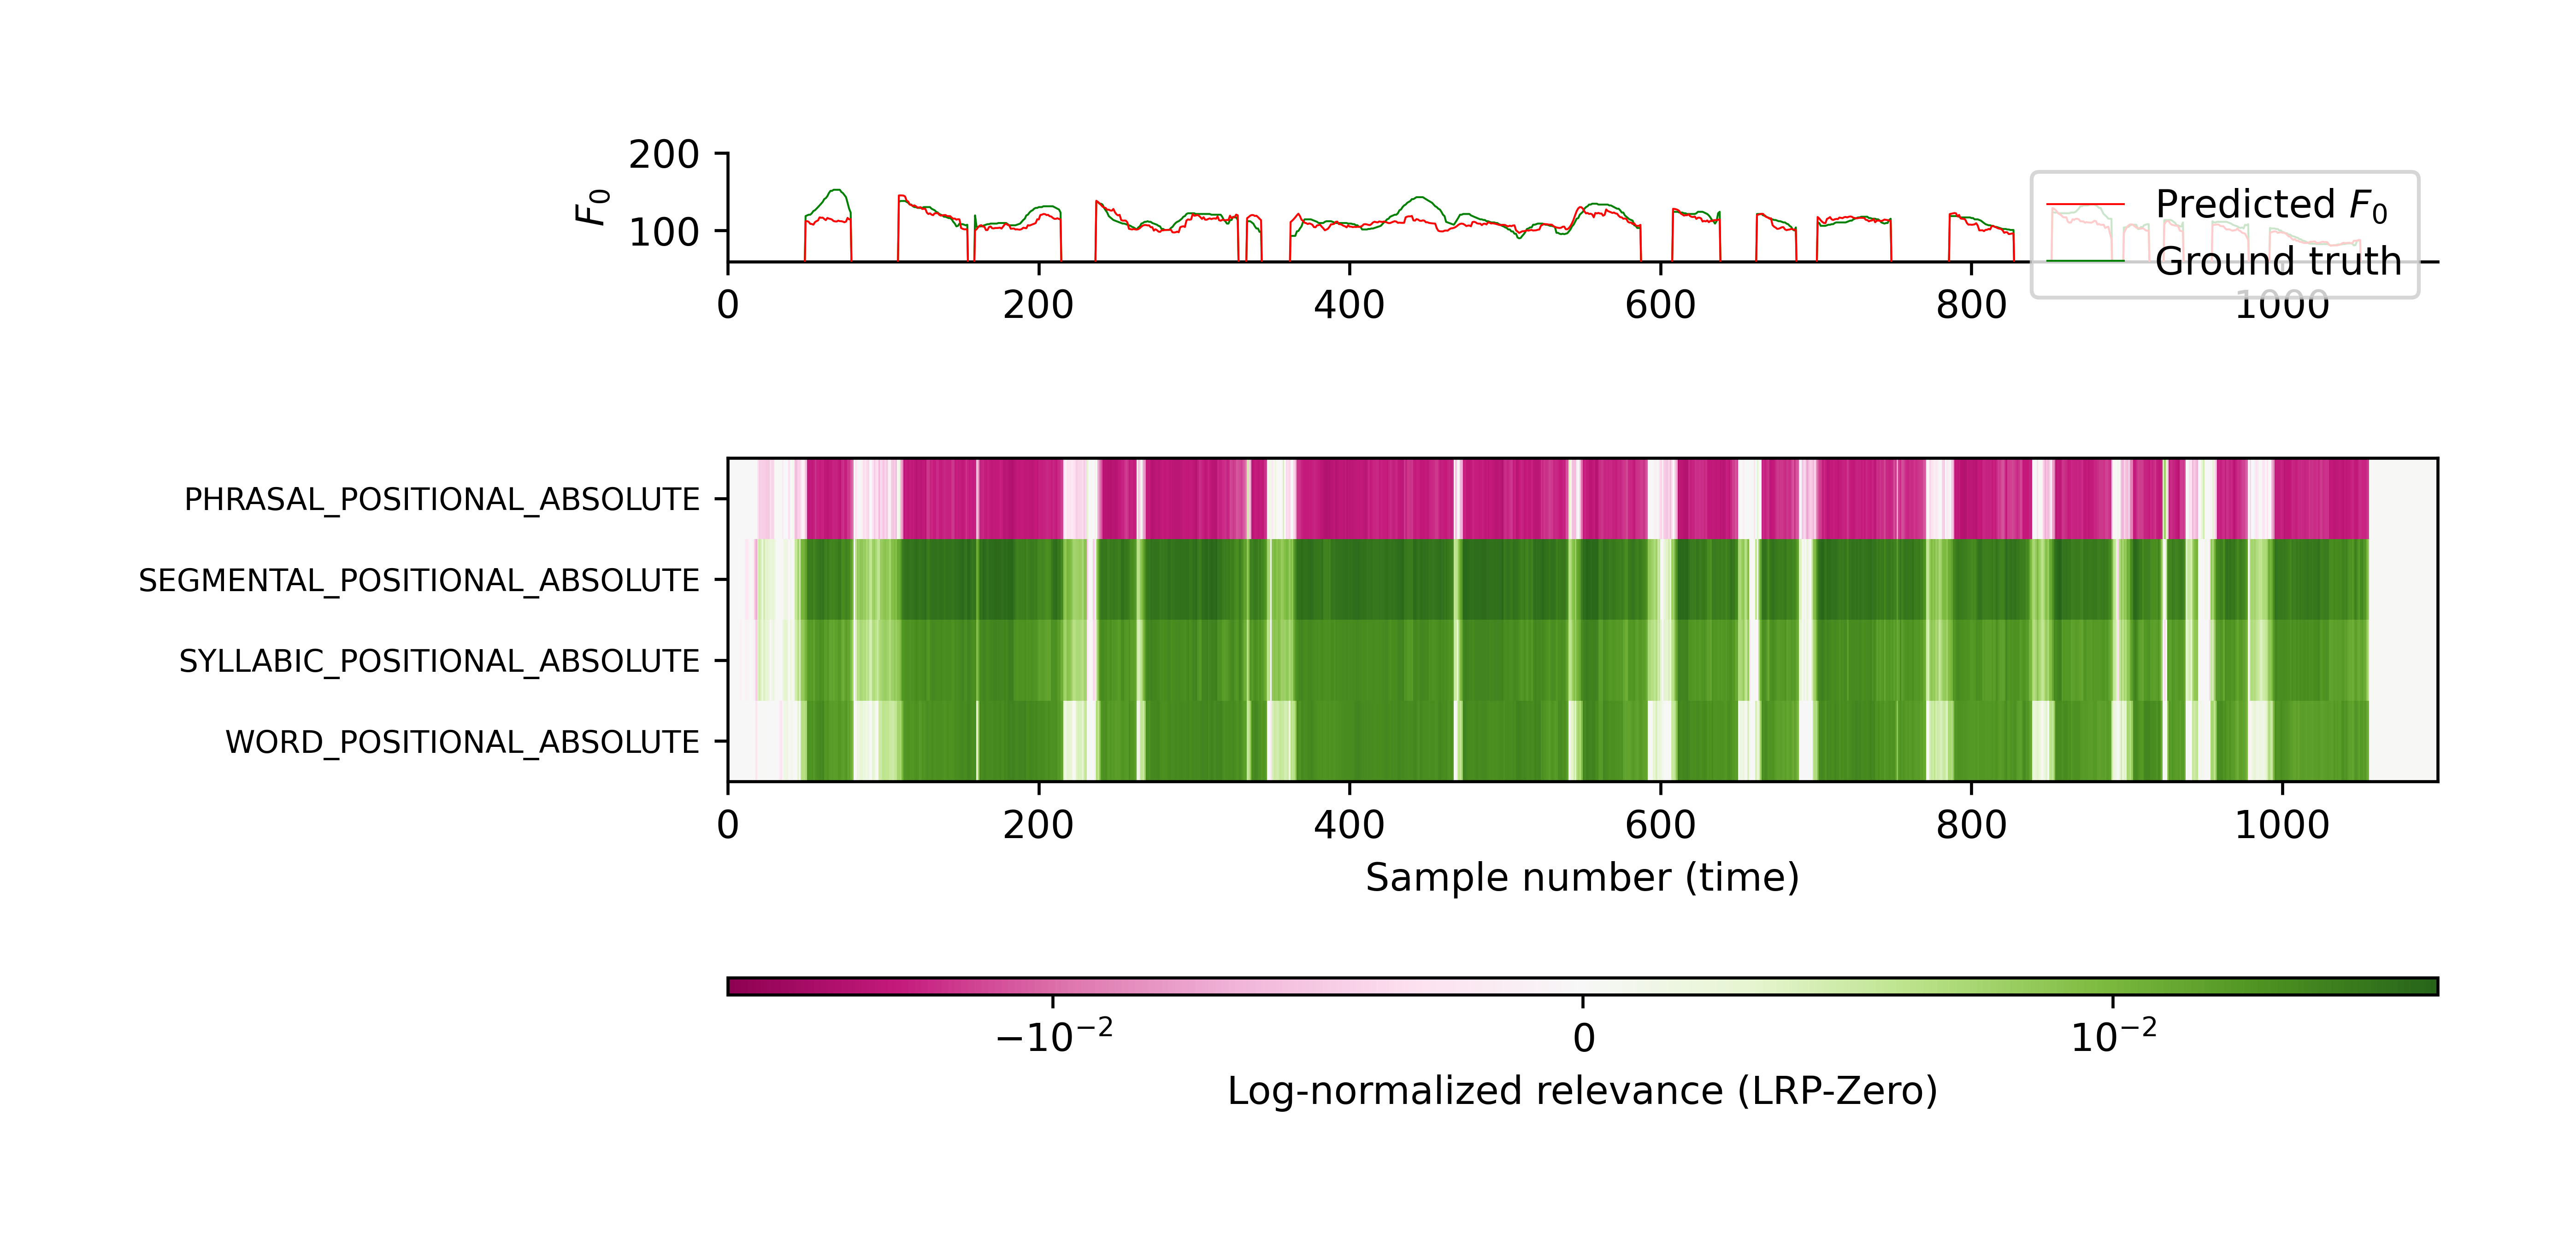 200
100
F₀
Predicted F₀
Ground truth
0 200 400 600 800 1000
PHRASAL_POSITIONAL_ABSOLUTE
SEGMENTAL_POSITIONAL_ABSOLUTE
SYLLABIC_POSITIONAL_ABSOLUTE
WORD_POSITIONAL_ABSOLUTE
0 200 400 600 800 1000
Sample number (time)
−10⁻² 0 10⁻²
Log-normalized relevance (LRP-Zero)